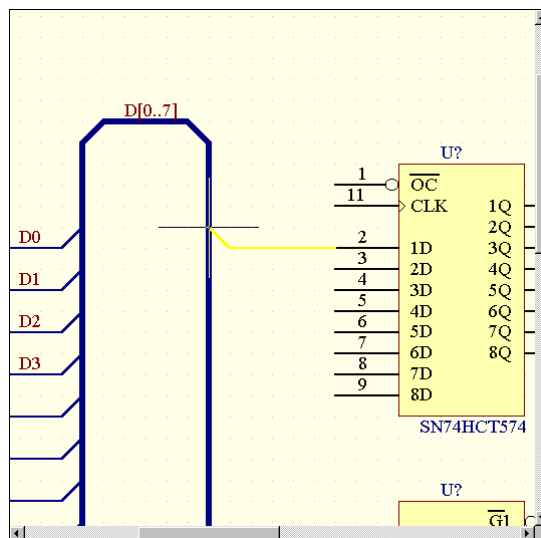 D[0..7]
U?
1
OC
11
CLK
1Q
2Q
D0
2
1D
3Q
3
2D
4Q
D1
4
3D
5Q
5
4D
6Q
D2
6
5D
7Q
7
6D
8Q
D3
8
7D
9
8D
SN74HCT574
U?
G1